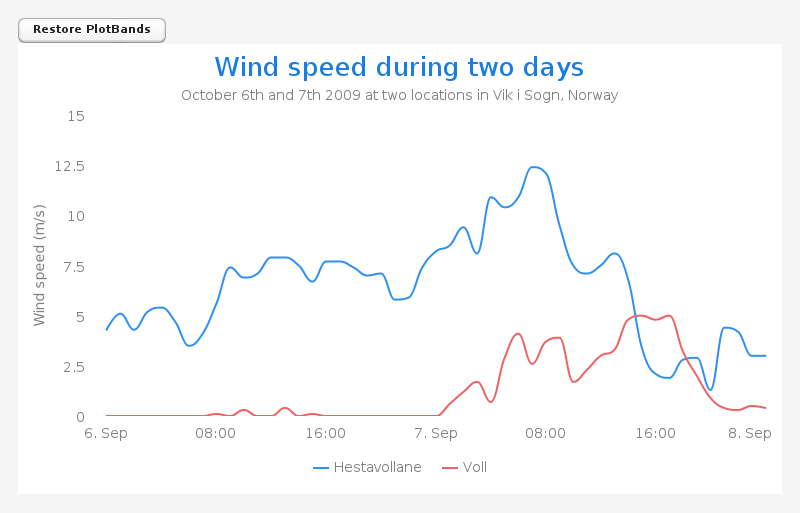 Restore PlotBands
Wind speed during two days
October 6th and 7th 2009 at two locations in Vik i Sogn, Norway
Wind speed (m/s)
15
12.5
10
7.5
5
2.5
0
6. Sep 08:00 16:00 7. Sep 08:00 16:00 8. Sep
Hestavollane Voll